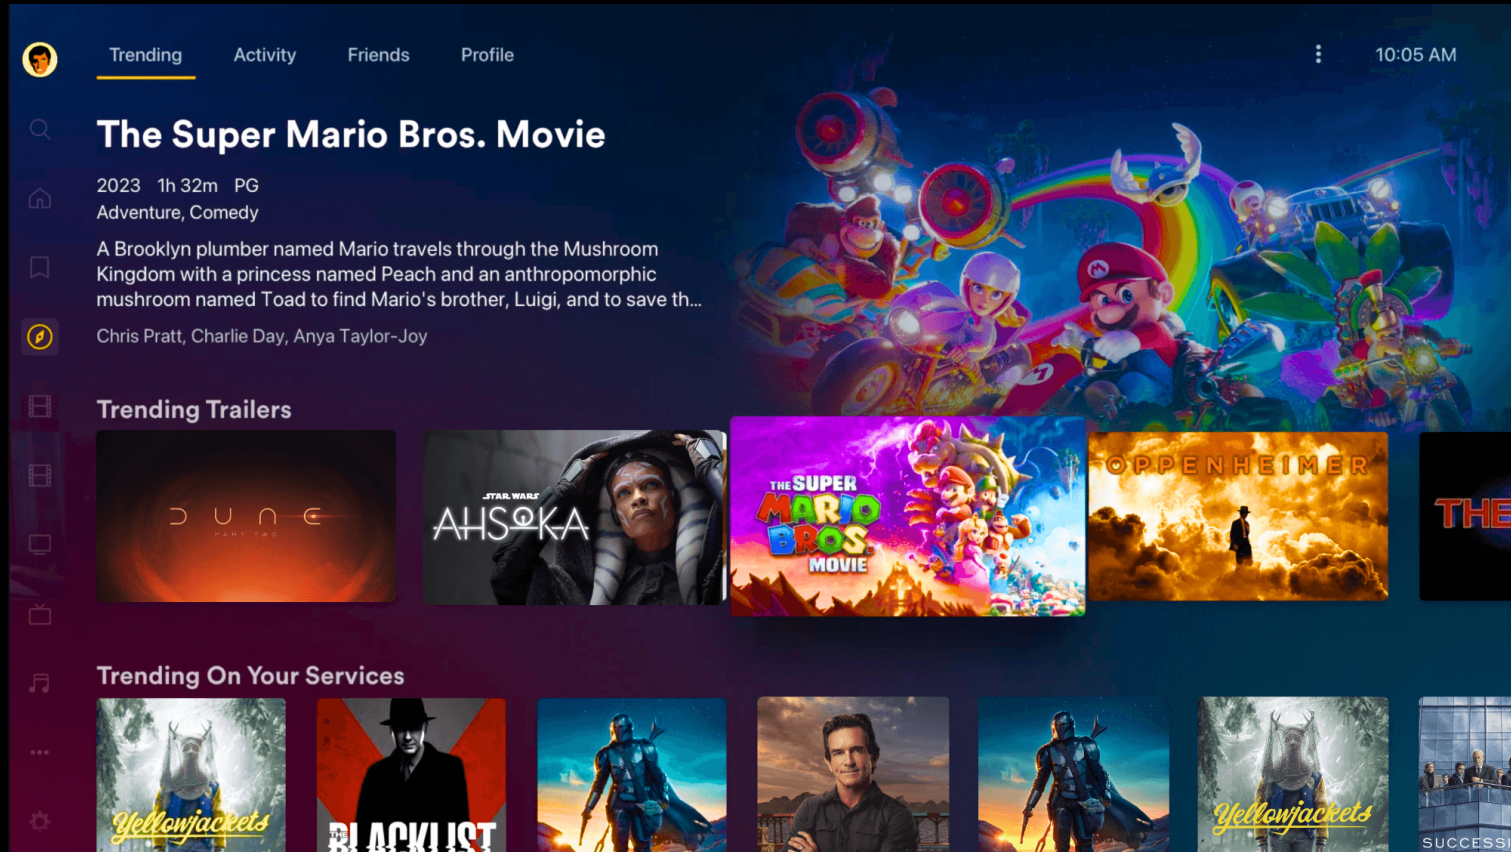 Trending Activity Friends Profile 10:05 AM
The Super Mario Bros. Movie
2023 1h 32m PG
Adventure, Comedy
A Brooklyn plumber named Mario travels through the Mushroom
Kingdom with a princess named Peach and an anthropomorphic
mushroom named Toad to find Mario's brother, Luigi, and to save th...
Chris Pratt, Charlie Day, Anya Taylor-Joy
Trending Trailers
DUNE
PART TWO
STAR WARS
AHSOKA
THE SUPER
MARIO
BROS.
MOVIE
OPPENHEIMER
THE
Trending On Your Services
Yellowjackets
THE
BLACKLIST
Yellowjackets
SUCCESS